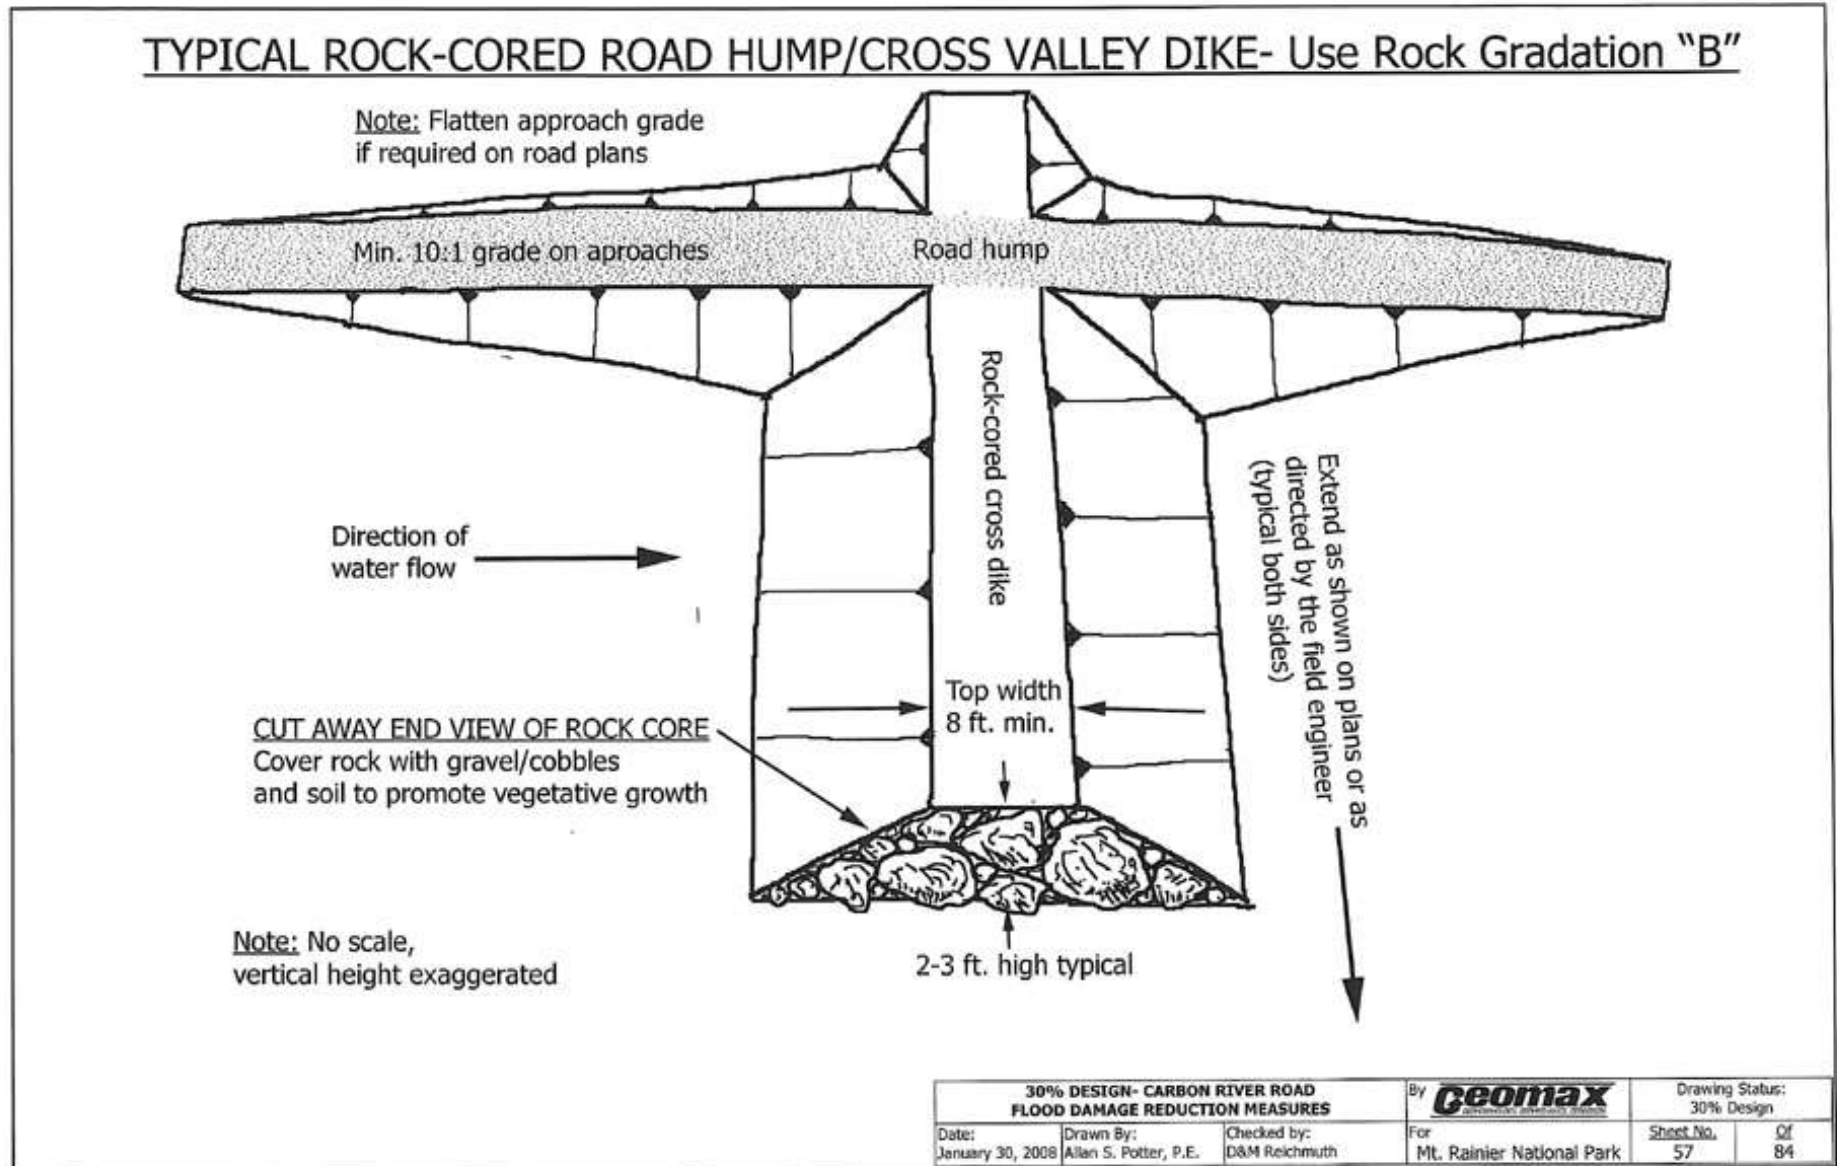 TYPICAL ROCK-CORED ROAD HUMP/CROSS VALLEY DIKE- Use Rock Gradation “B”
Note: Flatten approach grade
if required on road plans
Min. 10:1 grade on aproaches
Road hump
Rock-cored cross dike
Direction of
water flow
Extend as shown on plans or as
directed by the field engineer
(typical both sides)
Top width
8 ft. min.
CUT AWAY END VIEW OF ROCK CORE
Cover rock with gravel/cobbles
and soil to promote vegetative growth
2-3 ft. high typical
Note: No scale,
vertical height exaggerated
30% DESIGN- CARBON RIVER ROAD
FLOOD DAMAGE REDUCTION MEASURES
By Geomax
Drawing Status:
30% Design
Date:
January 30, 2008
Drawn By:
Allan S. Potter, P.E.
Checked by:
D&M Reichmuth
For
Mt. Rainier National Park
Sheet No.
57
Of
84